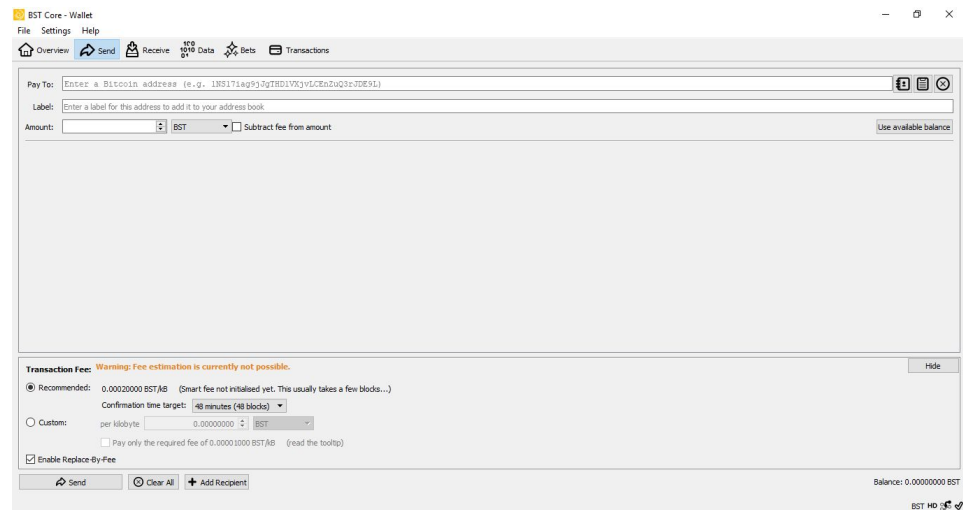 BST Core - Wallet
File Settings Help
Overview Send Receive Data Bets Transactions
Pay To: Enter a Bitcoin address (e.g. 1NS17iag9jJgTHD1VXjvLCEnZuQ3rJDE9L)
Label: Enter a label for this address to add it to your address book
Amount: BST Subtract fee from amount Use available balance
Transaction Fee: Warning: Fee estimation is currently not possible. Hide
Recommended: 0.00020000 BST/kB (Smart fee not initialised yet. This usually takes a few blocks...)
Confirmation time target: 48 minutes (48 blocks)
Custom: per kilobyte 0.00000000 BST
Pay only the required fee of 0.00001000 BST/kB (read the tooltip)
Enable Replace-By-Fee
Send Clear All Add Recipient Balance: 0.00000000 BST
BST HD